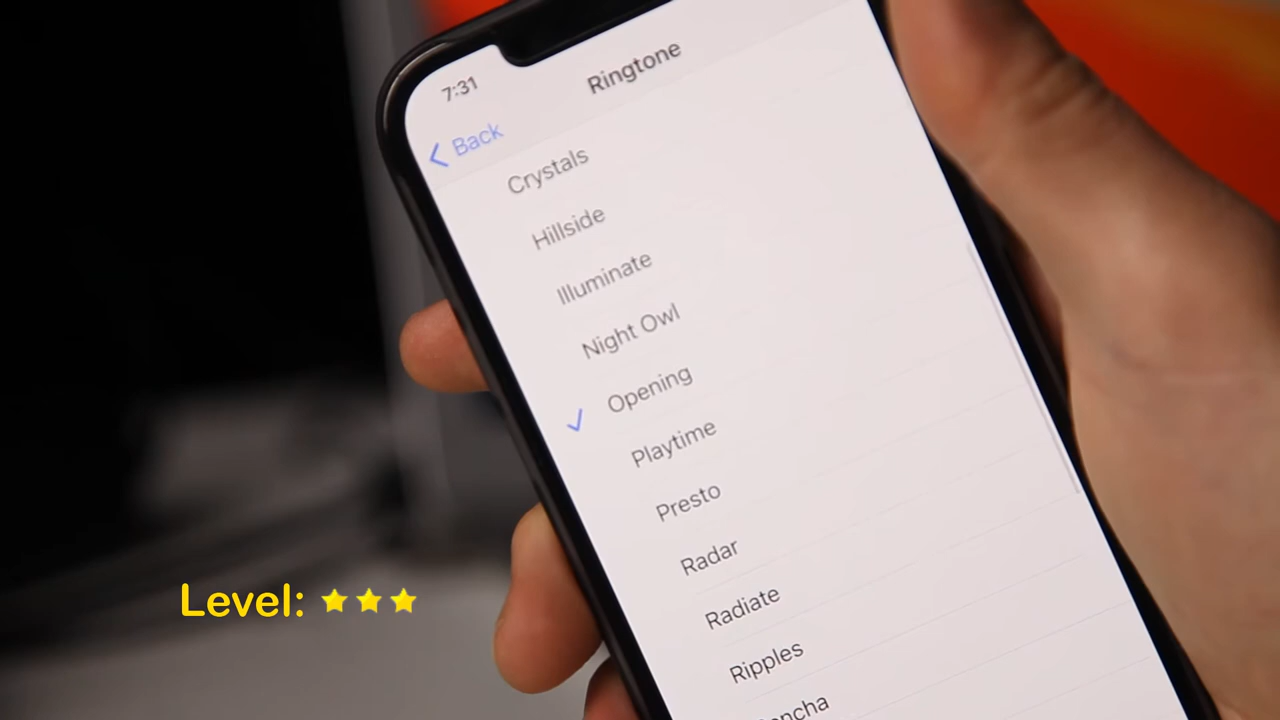 7:31
Ringtone
Back
Crystals
Hillside
Illuminate
Night Owl
Opening
Playtime
Presto
Radar
Radiate
Ripples
Level: ⭐⭐⭐